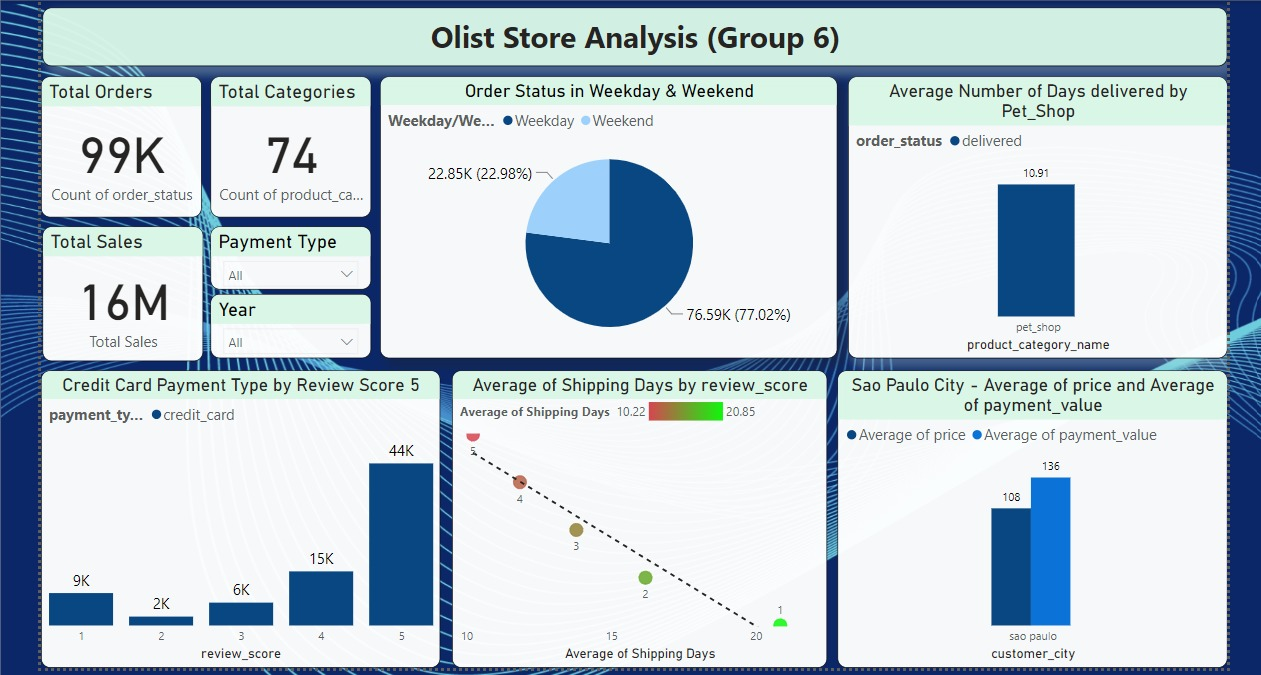 Olist Store Analysis (Group 6)
Total Orders
99K
Count of order_status
Total Categories
74
Count of product_ca...
Total Sales
16M
Total Sales
Payment Type
All
Year
All
Order Status in Weekday & Weekend
Weekday/We... Weekday Weekend
22.85K (22.98%)
76.59K (77.02%)
Average Number of Days delivered by
Pet_Shop
order_status delivered
10.91
pet_shop
product_category_name
Credit Card Payment Type by Review Score 5
payment_ty... credit_card
9K
2K
6K
15K
44K
1 2 3 4 5
review_score
Average of Shipping Days by review_score
Average of Shipping Days 10.22 20.85
5
4
3
2
1
10 15 20
Average of Shipping Days
Sao Paulo City - Average of price and Average
of payment_value
Average of price Average of payment_value
108
136
sao paulo
customer_city